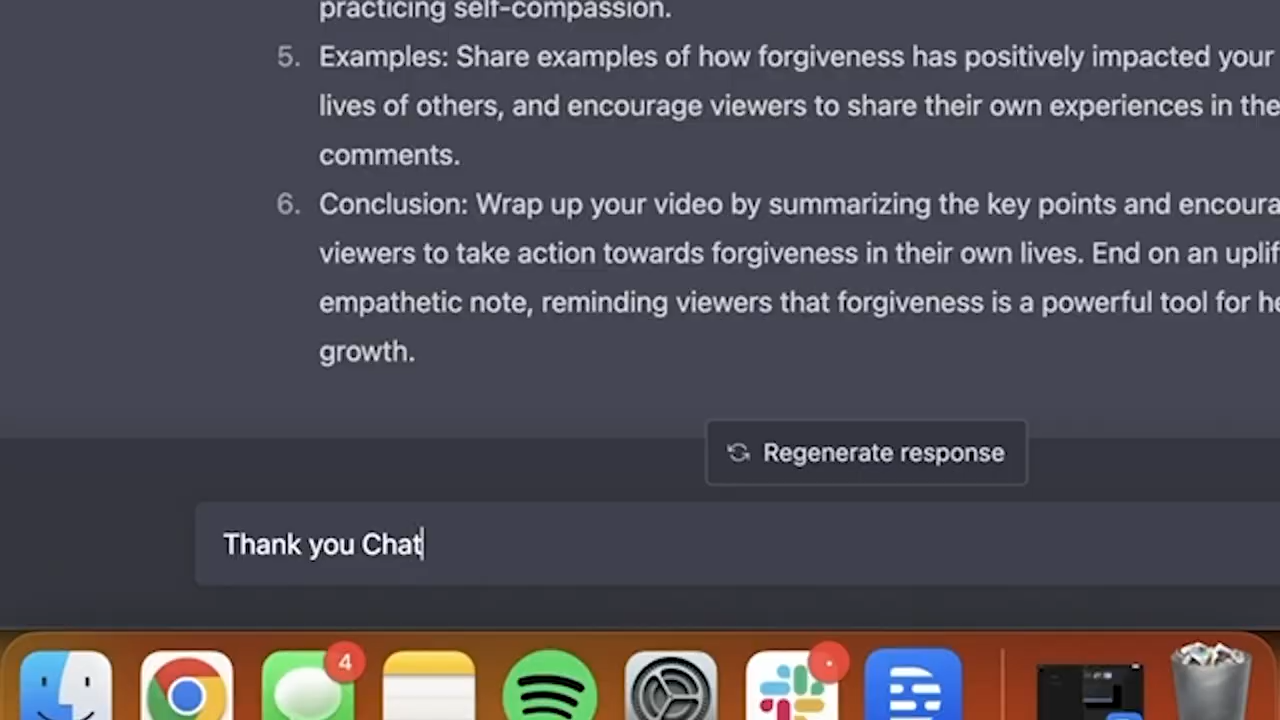 practicing self-compassion.
5. Examples: Share examples of how forgiveness has positively impacted your
lives of others, and encourage viewers to share their own experiences in the
comments.
6. Conclusion: Wrap up your video by summarizing the key points and encoura
viewers to take action towards forgiveness in their own lives. End on an uplif
empathetic note, reminding viewers that forgiveness is a powerful tool for he
growth.
Regenerate response
Thank you Chat
4